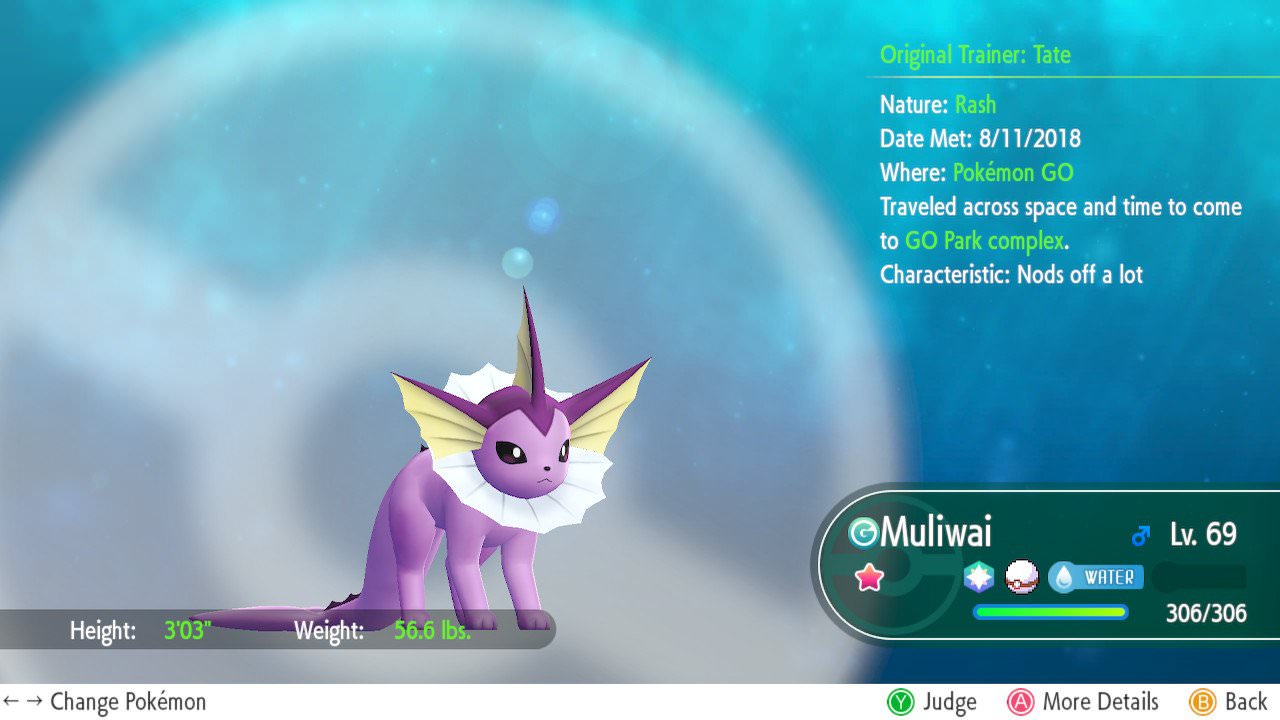 Original Trainer: Tate
Nature: Rash
Date Met: 8/11/2018
Where: Pokémon GO
Traveled across space and time to come
to GO Park complex.
Characteristic: Nods off a lot
G Muliwai ♂ Lv. 69
WATER
306/306
Height: 3'03" Weight: 56.6 lbs.
← → Change Pokémon Y Judge A More Details B Back